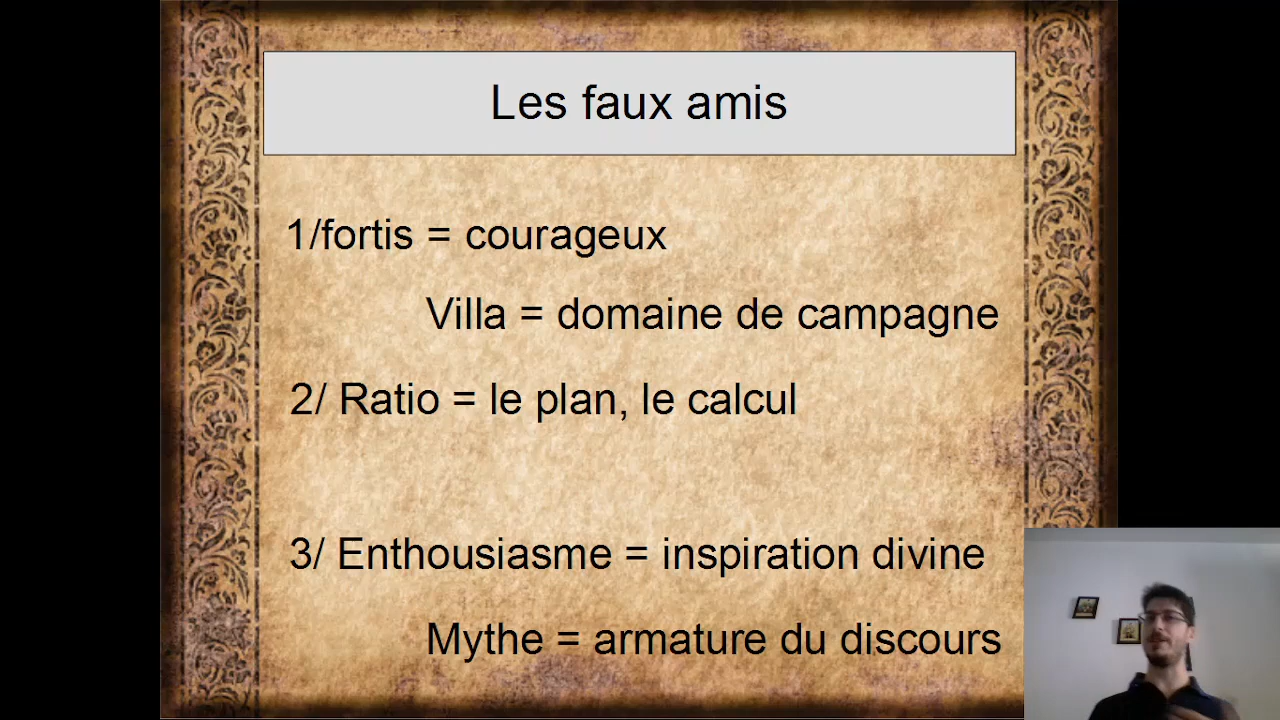 Les faux amis
1/fortis = courageux
Villa = domaine de campagne
2/ Ratio = le plan, le calcul
3/ Enthousiasme = inspiration divine
Mythe = armature du discours